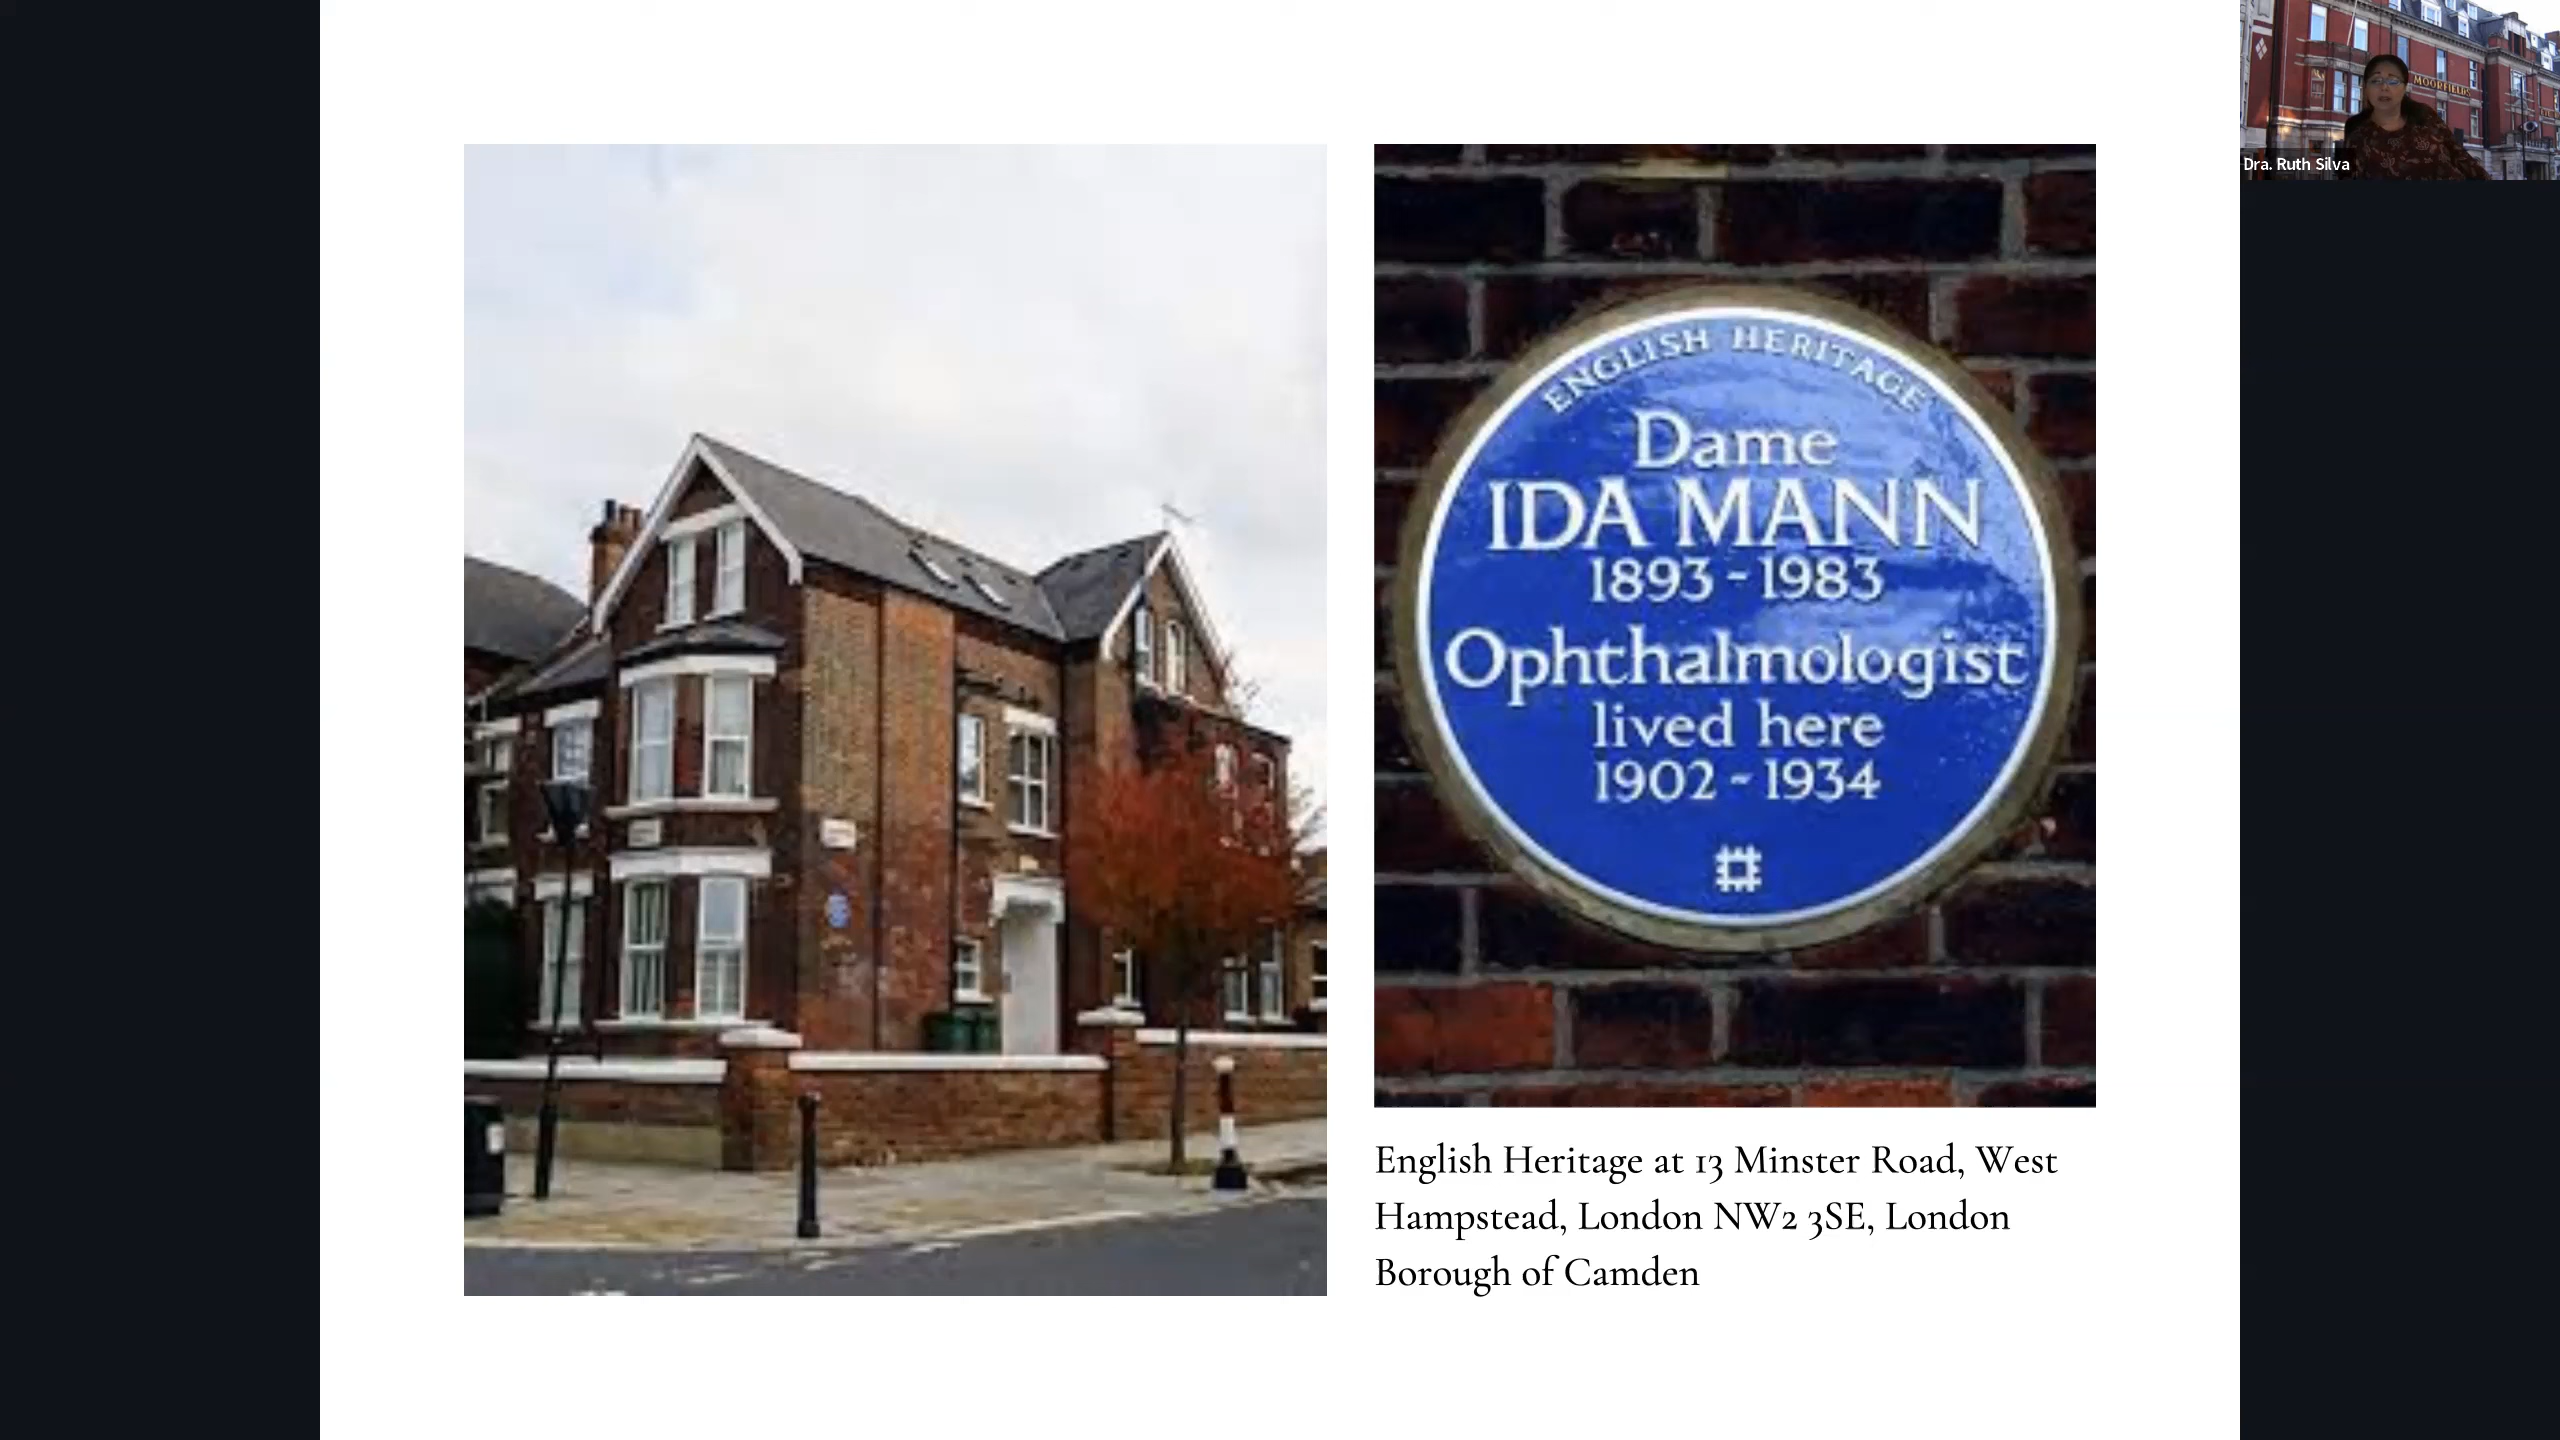 ENGLISH HERITAGE
Dame
IDA MANN
1893-1983
Ophthalmologist
lived here
1902-1934
English Heritage at 13 Minster Road, West
Hampstead, London NW2 3SE, London
Borough of Camden
MOORFIELDS
Dra. Ruth Silva